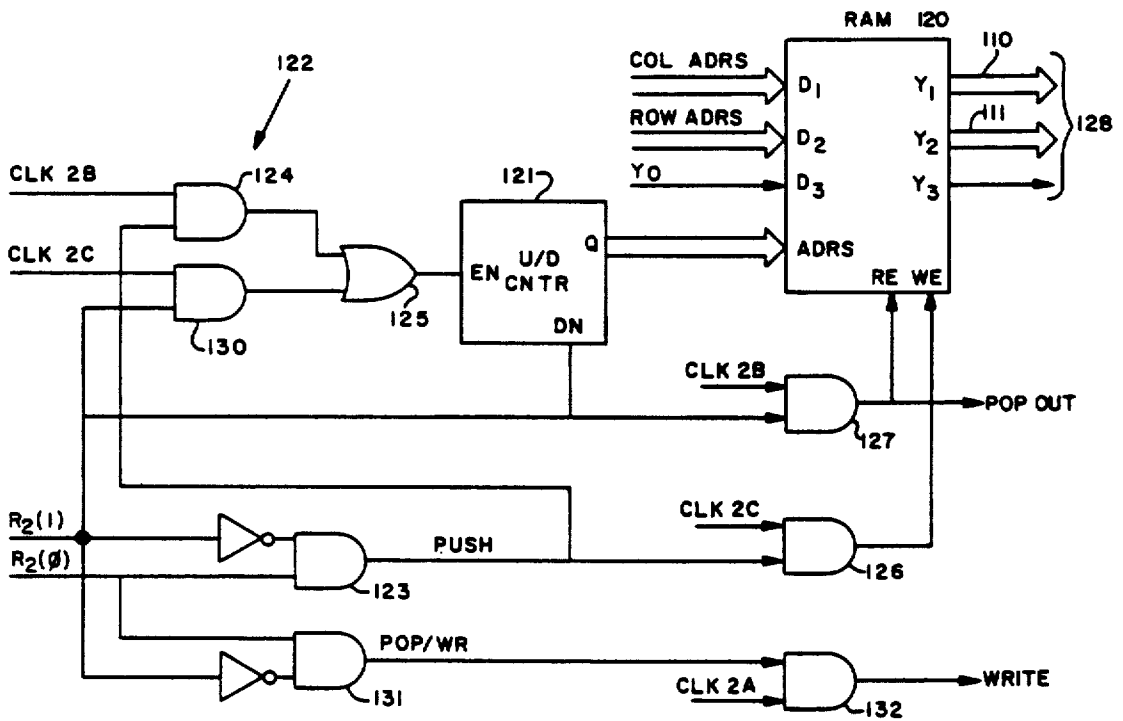 RAM 120
122
COL ADRS
D1
Y1
110
ROW ADRS
D2
Y2
111
128
CLK 2B
124
121
Y0
D3
Y3
CLK 2C
EN
U/D
CNTR
Q
ADRS
125
DN
RE WE
130
CLK 2B
POP OUT
127
R2(1)
R2(Ø)
PUSH
CLK 2C
123
126
POP/WR
131
CLK 2A
132
WRITE